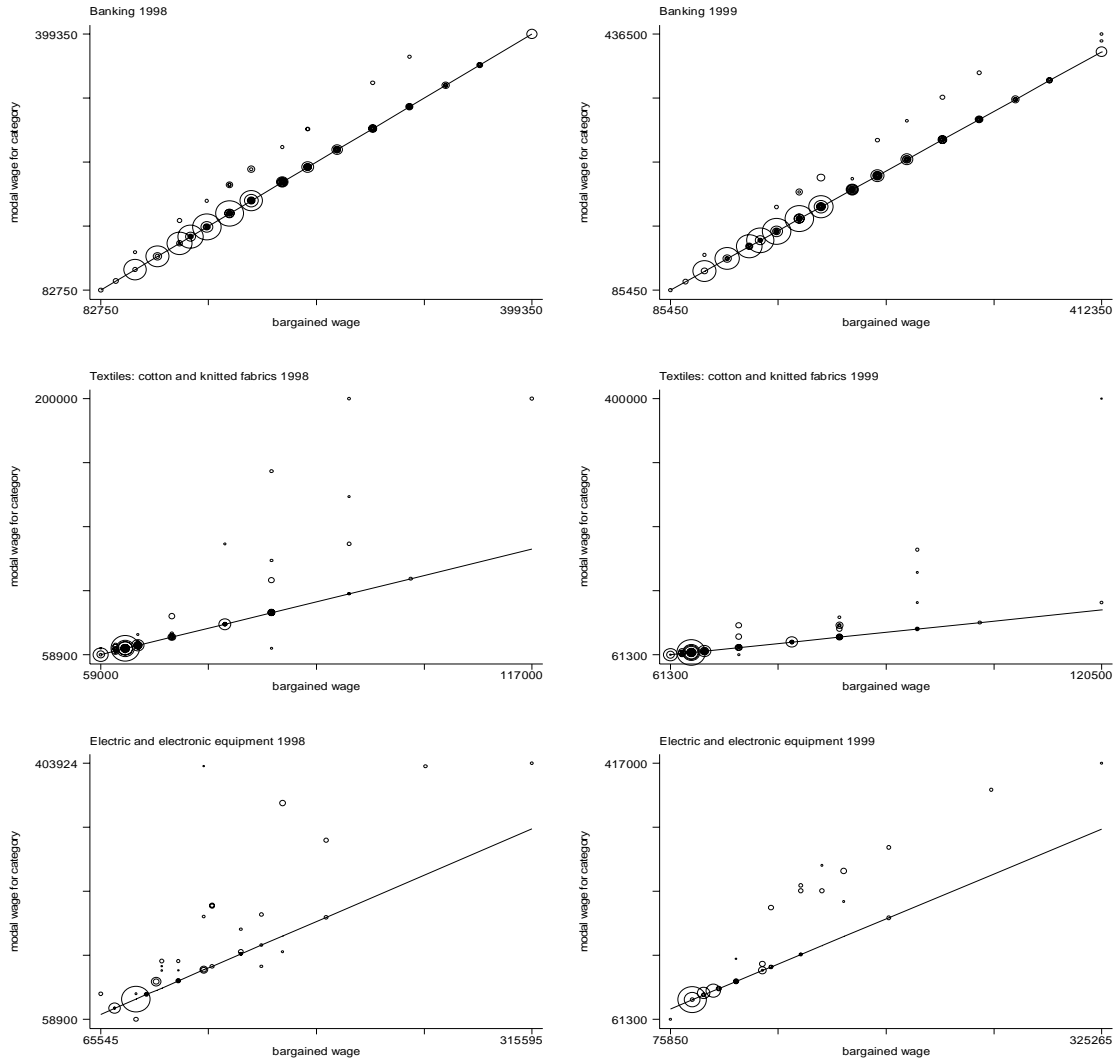 Banking 1998
399350
modal wage for category
82750
82750
399350
bargained wage
Banking 1999
436500
modal wage for category
85450
85450
412350
bargained wage
Textiles: cotton and knitted fabrics 1998
200000
modal wage for category
58900
59000
117000
bargained wage
Textiles: cotton and knitted fabrics 1999
400000
modal wage for category
61300
61300
120500
bargained wage
Electric and electronic equipment 1998
403924
modal wage for category
58900
65545
315595
bargained wage
Electric and electronic equipment 1999
417000
modal wage for category
61300
75850
325265
bargained wage